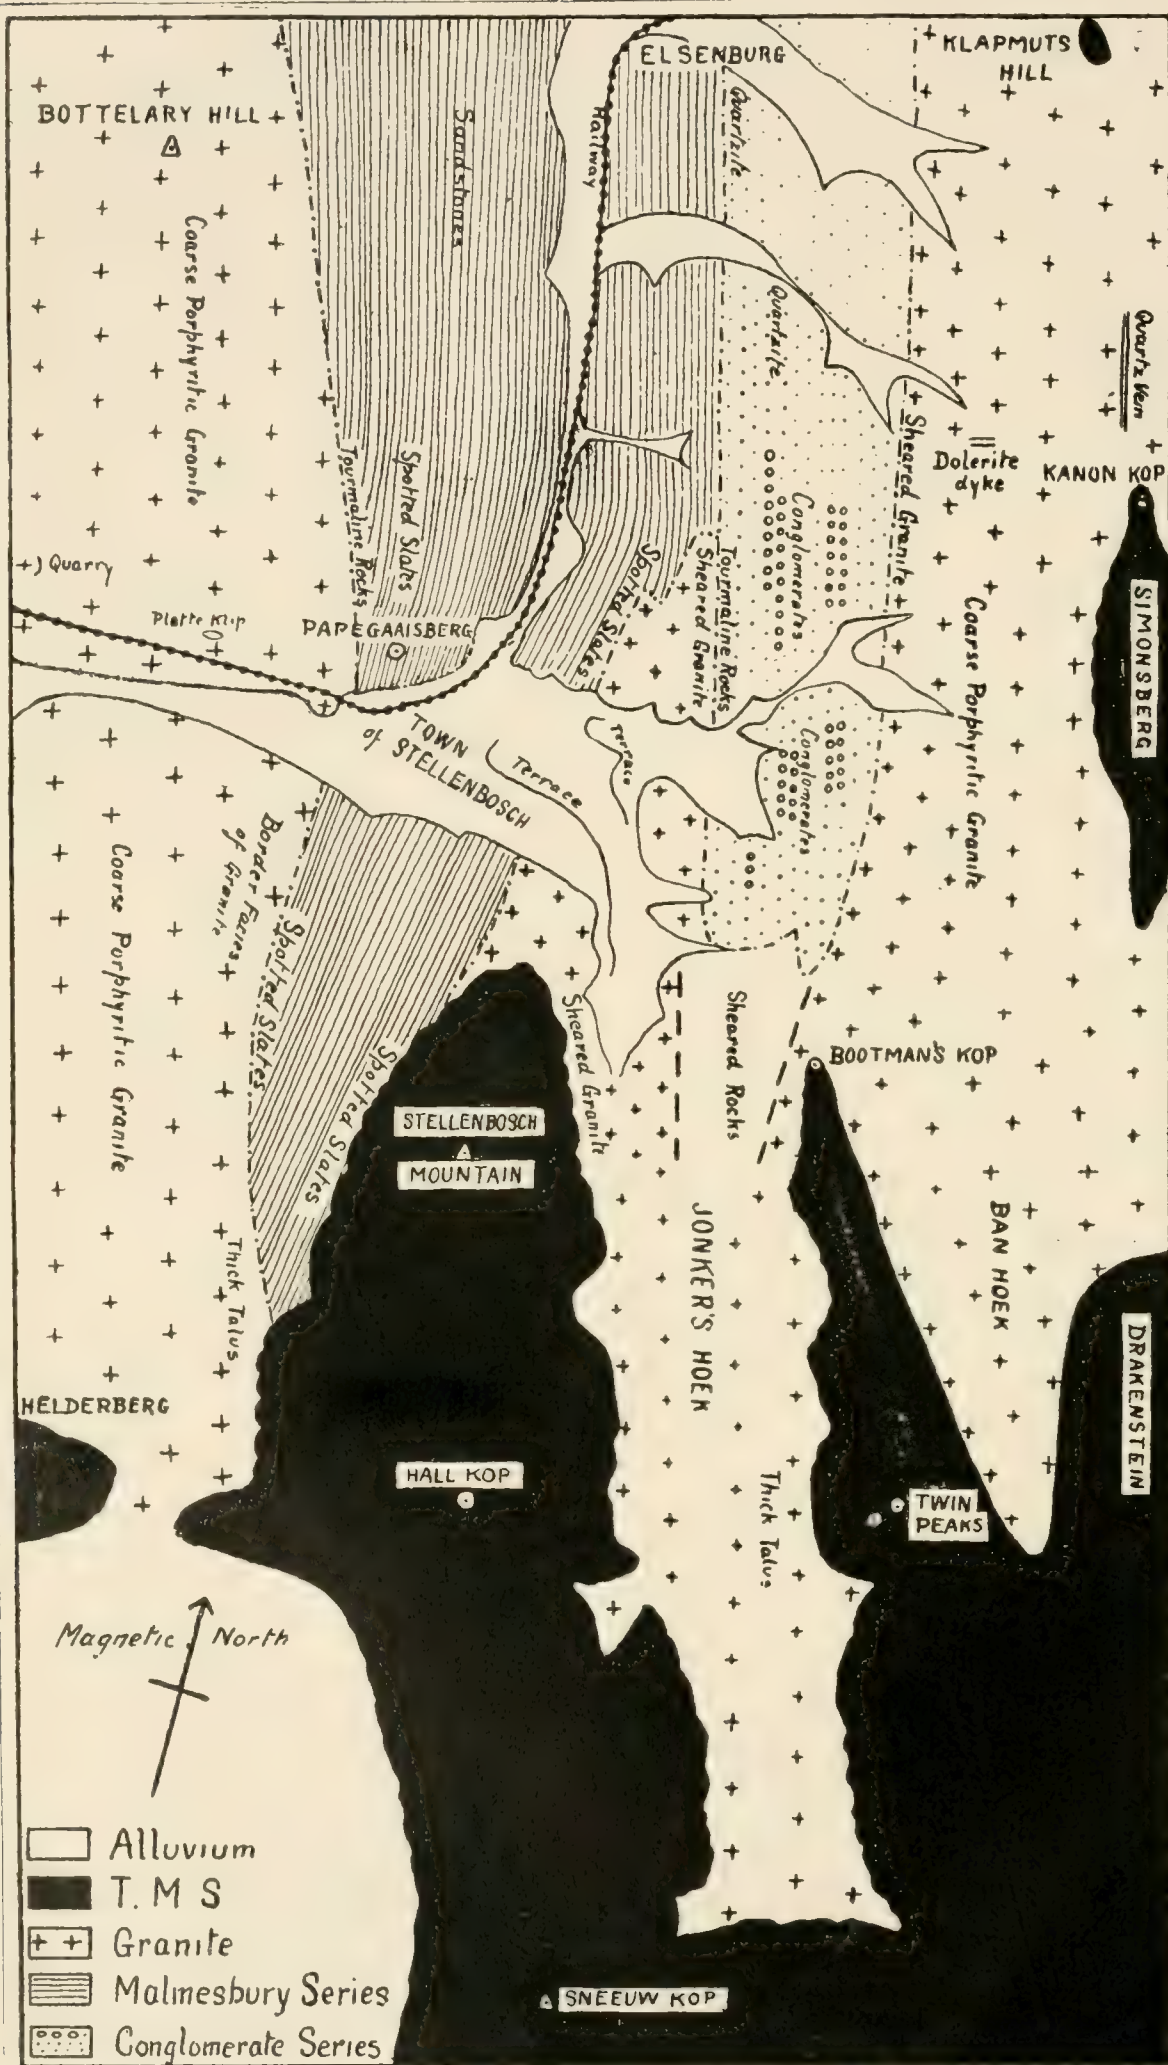 ELSENBURG
KLAPMUTS
HILL
BOTTELARY HILL
Sandstones
Railway
Quartzite
Coarse Porphyritic Granite
Quartzite
Quartz Vein
Tourmaline Rocks
Spotted Slates
Sheared Granite
Dolerite
dyke
KANON KOP
Conglomerates
+) Quarry
Platte Klip
PAPEGAAISBERG
Spotted Slates
Tourmaline Rocks
Sheared Granite
Coarse Porphyritic Granite
SIMONSBERG
TOWN
of STELLENBOSCH
Terrace
Terrace
Conglomerates
Border Facies
of Granite
Coarse Porphyritic Granite
Spotted Slates
Spotted Slates
Sheared Granite
Sheared Rocks
BOOTMAN'S KOP
STELLENBOSCH
MOUNTAIN
JONKER'S HOEK
BAN HOEK
Thick Talus
DRAKENSTEIN
HELDERBERG
HALL KOP
Thick Talus
TWIN
PEAKS
Magnetic North
Alluvium
T. M S
Granite
Malmesbury Series
Conglomerate Series
SNEEUW KOP